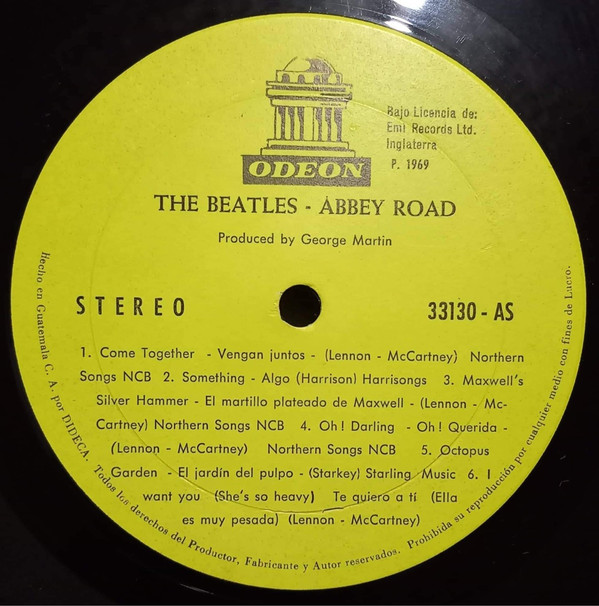 Bajo Licencia de:
Emi Records Ltd.
Inglaterra
P. 1969
ODEON
THE BEATLES - ABBEY ROAD
Produced by George Martin
STEREO
33130 - AS
1. Come Together - Vengan juntos - (Lennon - McCartney) Northern
Songs NCB 2. Something - Algo (Harrison) Harrisongs 3. Maxwell's
Silver Hammer - El martillo plateado de Maxwell - (Lennon - Mc-
Cartney) Northern Songs NCB 4. Oh! Darling - Oh! Querida -
(Lennon - McCartney) Northern Songs NCB 5. Octopus
Garden - El jardín del pulpo - (Starkey) Starling Music 6. I
want you (She's so heavy) Te quiero a tí (Ella
es muy pesada) (Lennon - McCartney)
Hecho en Guatemala C. A. por DIDECA. Todos los derechos del Productor, Fabricante y Autor reservados. Prohibida su reproducción por cualquier medio con fines de Lucro.